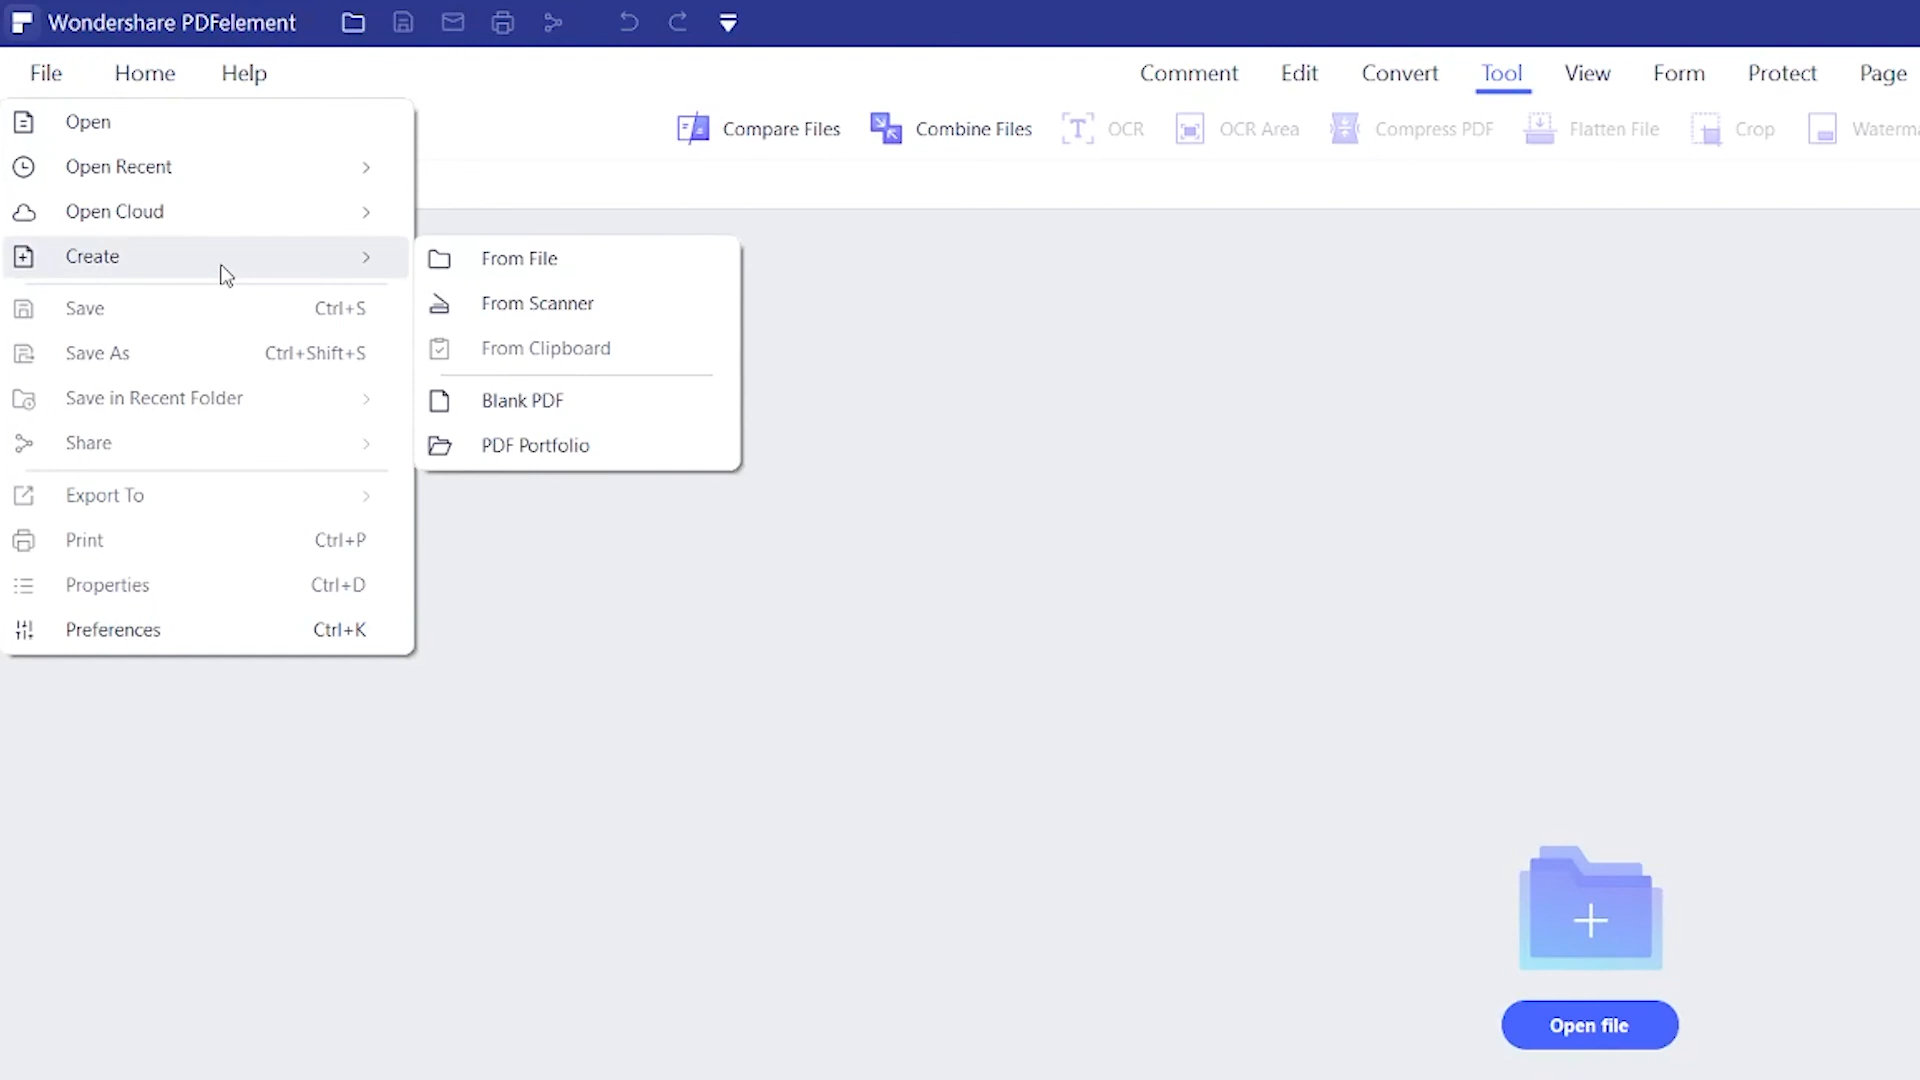 Wondershare PDFelement
File Home Help Comment Edit Convert Tool View Form Protect Page
Compare Files Combine Files OCR OCR Area Compress PDF Flatten File Crop Waterma
Open
Open Recent
Open Cloud
Create
Save Ctrl+S
Save As Ctrl+Shift+S
Save in Recent Folder
Share
Export To
Print Ctrl+P
Properties Ctrl+D
Preferences Ctrl+K
From File
From Scanner
From Clipboard
Blank PDF
PDF Portfolio
Open file